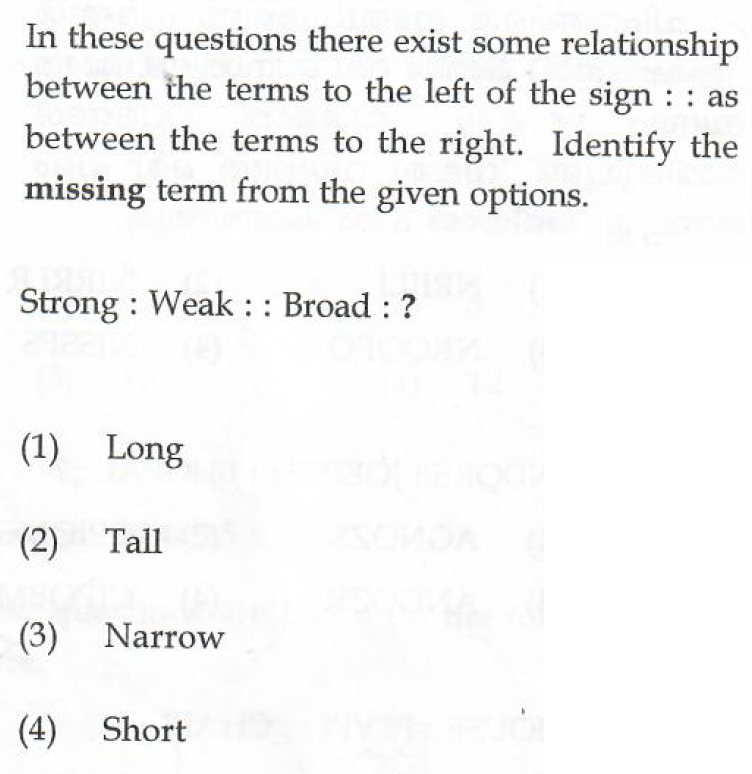 In these questions there exist some relationship
between the terms to the left of the sign : : as
between the terms to the right. Identify the
missing term from the given options.
Strong : Weak : : Broad : ?
(1) Long
(2) Tall
(3) Narrow
(4) Short